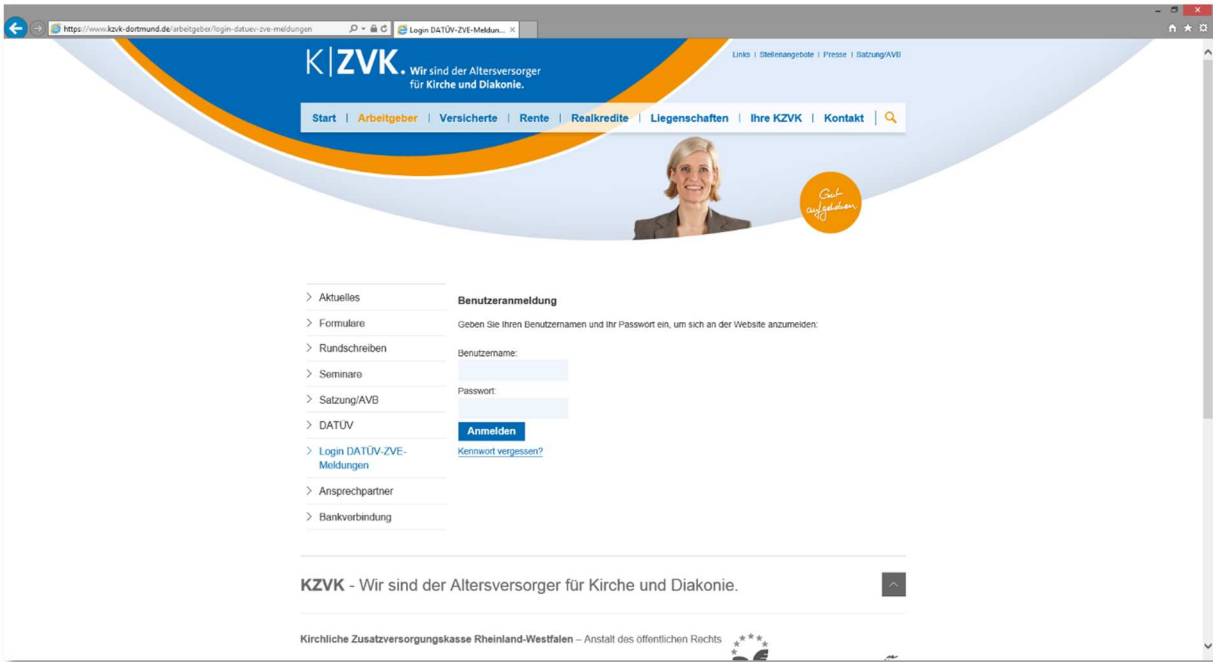 https://www.kzvk-dortmund.de/arbeitgeber/login-datuev-zve-meldungen
Login DATÜV-ZVE-Meldun...
Links | Stellenangebote | Presse | Satzung/AVB
K|ZVK. Wir sind der Altersversorger
für Kirche und Diakonie.
Start | Arbeitgeber | Versicherte | Rente | Realkredite | Liegenschaften | Ihre KZVK | Kontakt
Gut
aufgehoben
> Aktuelles
> Formulare
> Rundschreiben
> Seminare
> Satzung/AVB
> DATÜV
> Login DATÜV-ZVE-
Meldungen
> Ansprechpartner
> Bankverbindung
Benutzeranmeldung
Geben Sie Ihren Benutzernamen und Ihr Passwort ein, um sich an der Website anzumelden:
Benutzername:
Passwort:
Anmelden
Kennwort vergessen?
KZVK - Wir sind der Altersversorger für Kirche und Diakonie.
Kirchliche Zusatzversorgungskasse Rheinland-Westfalen – Anstalt des öffentlichen Rechts